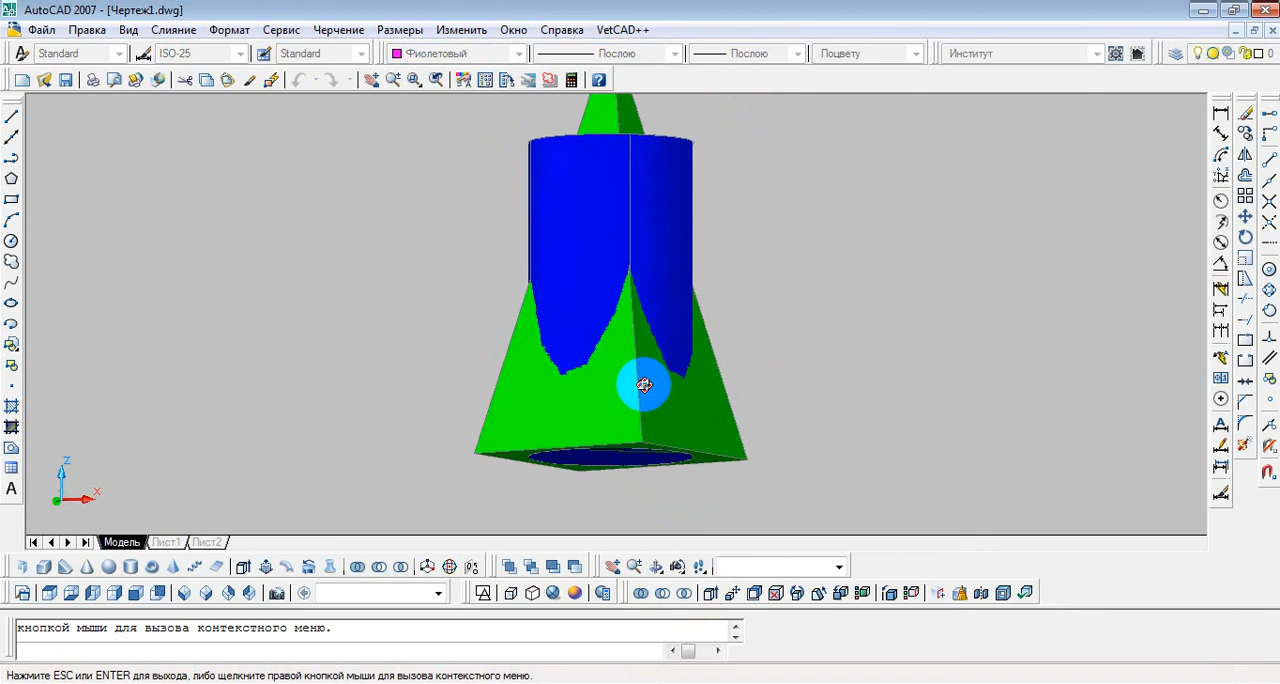 AutoCAD 2007 - [Чертеж1.dwg]
Файл Правка Вид Слияние Формат Сервис Черчение Размеры Изменить Окно Справка VetCAD++
Standard ISO-25 Standard Фиолетовый Послою Послою Поцвету Институт 0
Z
X
A
Модель Лист1 Лист2
кнопкой мыши для вызова контекстного меню.
Нажмите ESC или ENTER для выхода, либо щелкните правой кнопкой мыши для вызова контекстного меню.